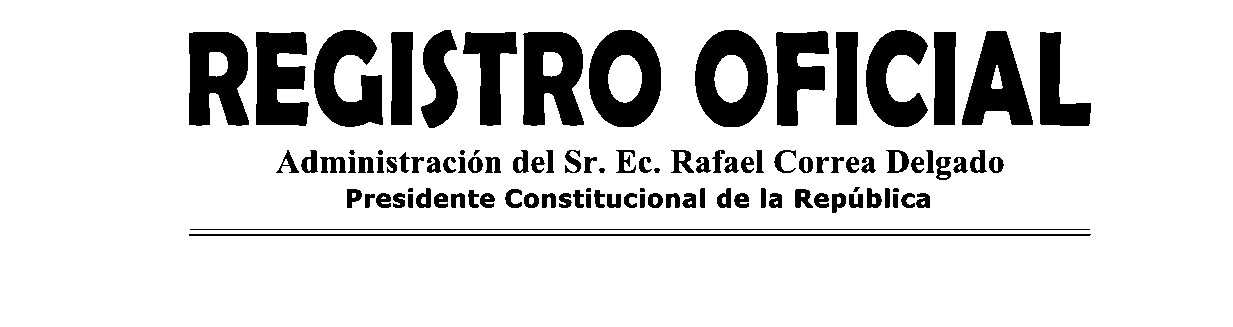 REGISTRO OFICIAL
Administración del Sr. Ec. Rafael Correa Delgado
Presidente Constitucional de la República